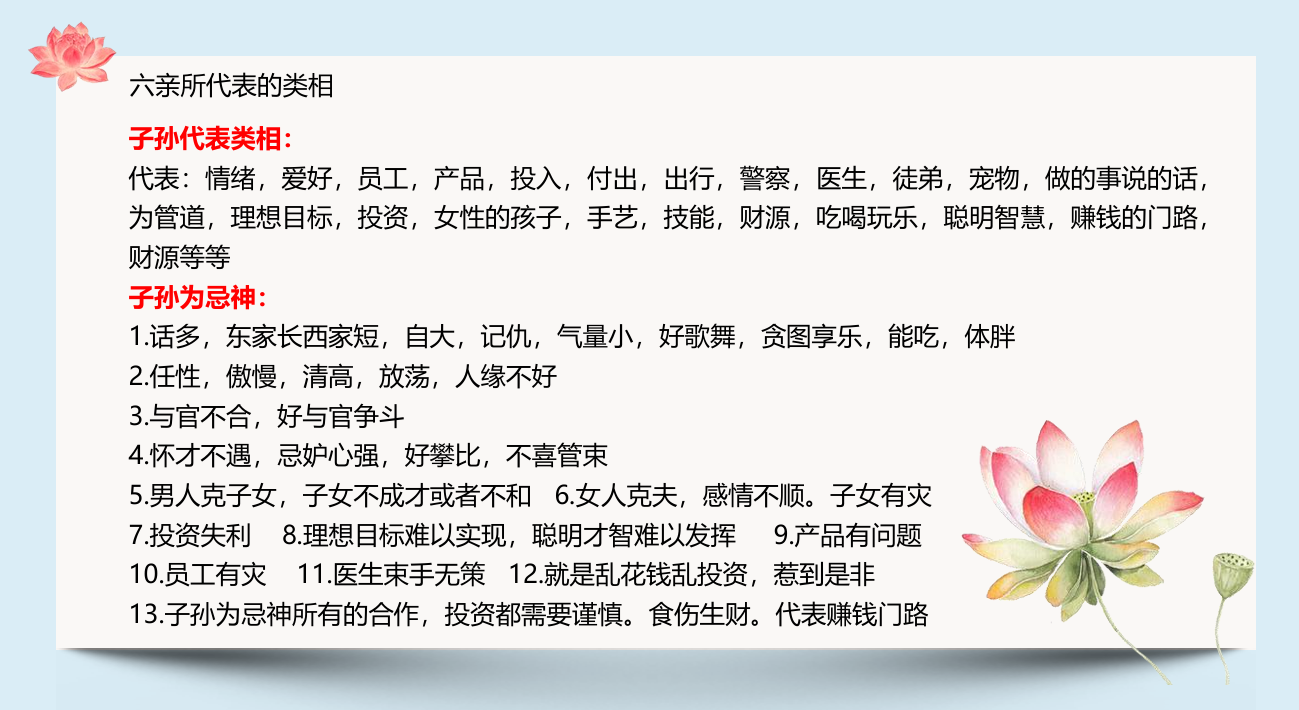 六亲所代表的类相
子孙代表类相：
代表：情绪，爱好，员工，产品，投入，付出，出行，警察，医生，徒弟，宠物，做的事说的话，
为管道，理想目标，投资，女性的孩子，手艺，技能，财源，吃喝玩乐，聪明智慧，赚钱的门路，
财源等等
子孙为忌神：
1.话多，东家长西家短，自大，记仇，气量小，好歌舞，贪图享乐，能吃，体胖
2.任性，傲慢，清高，放荡，人缘不好
3.与官不合，好与官争斗
4.怀才不遇，忌妒心强，好攀比，不喜管束
5.男人克子女，子女不成才或者不和 6.女人克夫，感情不顺。子女有灾
7.投资失利 8.理想目标难以实现，聪明才智难以发挥 9.产品有问题
10.员工有灾 11.医生束手无策 12.就是乱花钱乱投资，惹到是非
13.子孙为忌神所有的合作，投资都需要谨慎。食伤生财。代表赚钱门路